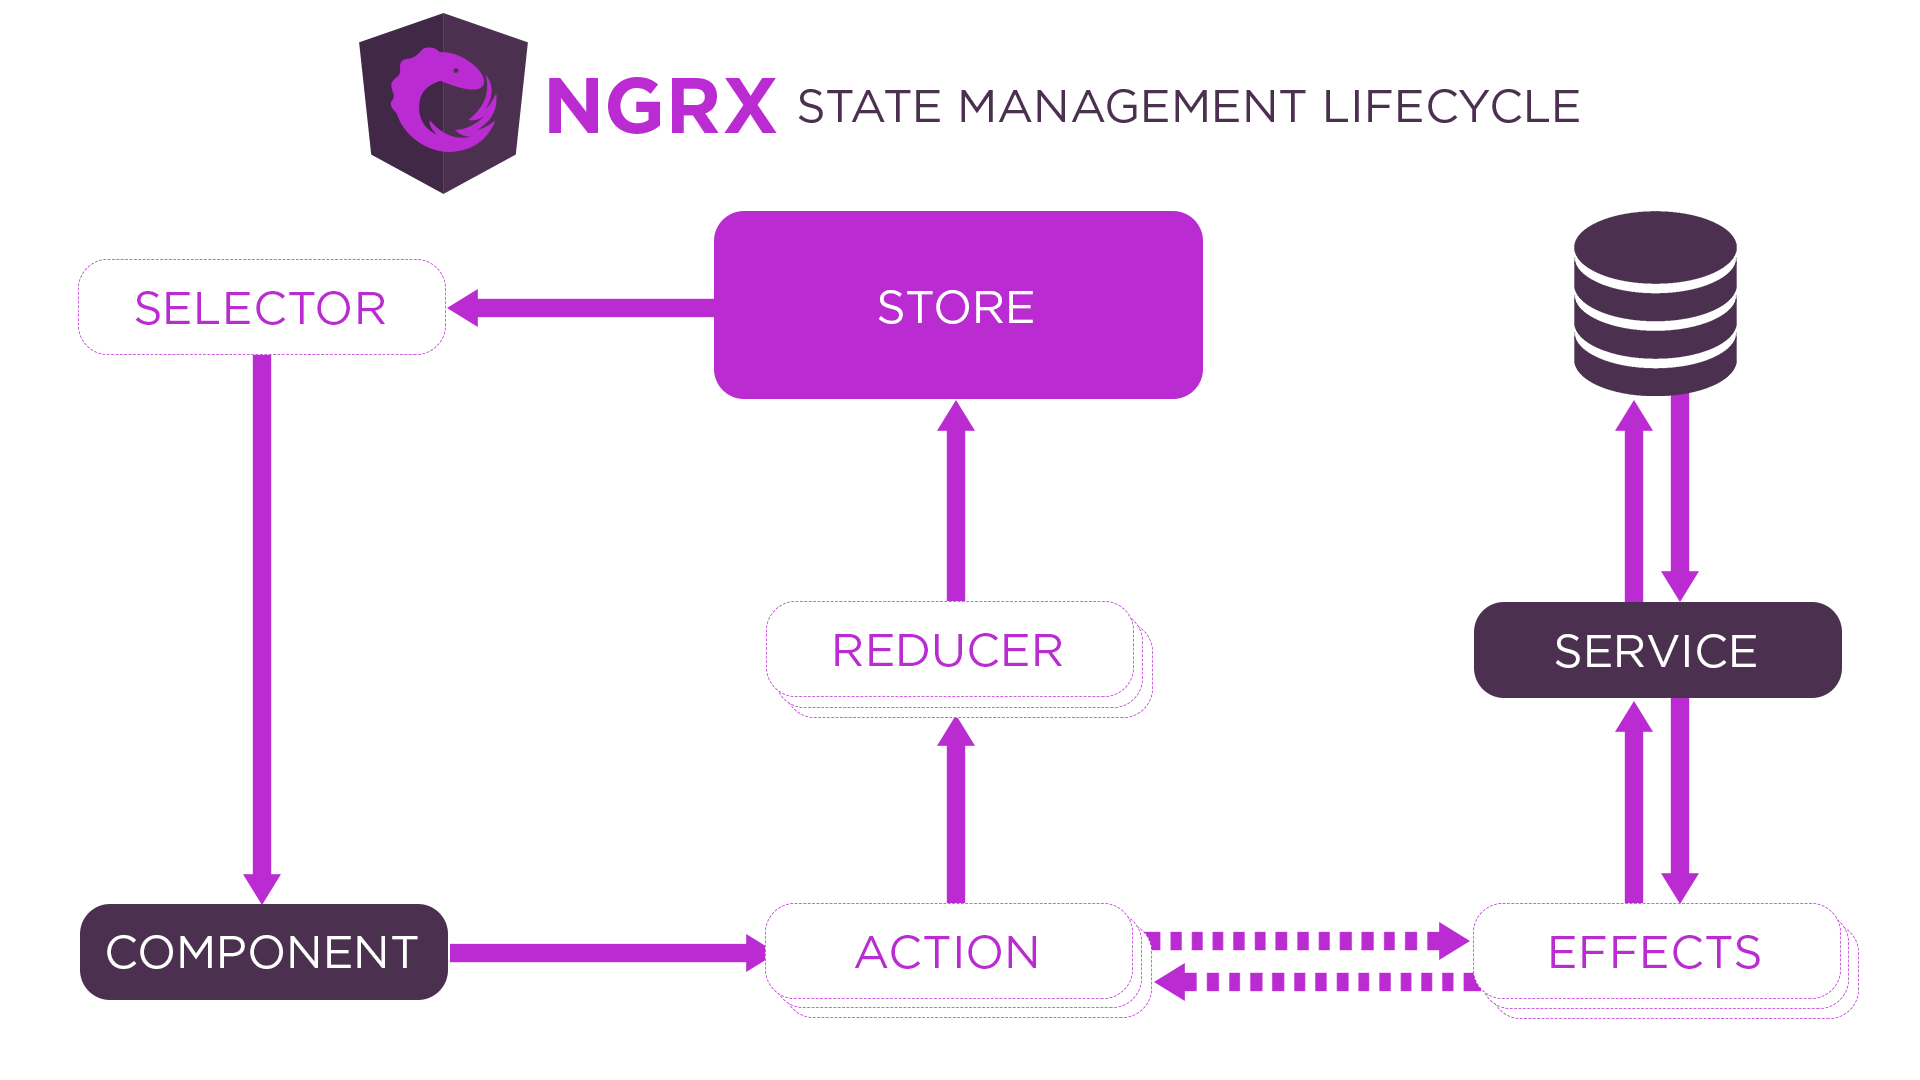 NGRX STATE MANAGEMENT LIFECYCLE
SELECTOR
STORE
REDUCER
SERVICE
COMPONENT
ACTION
EFFECTS